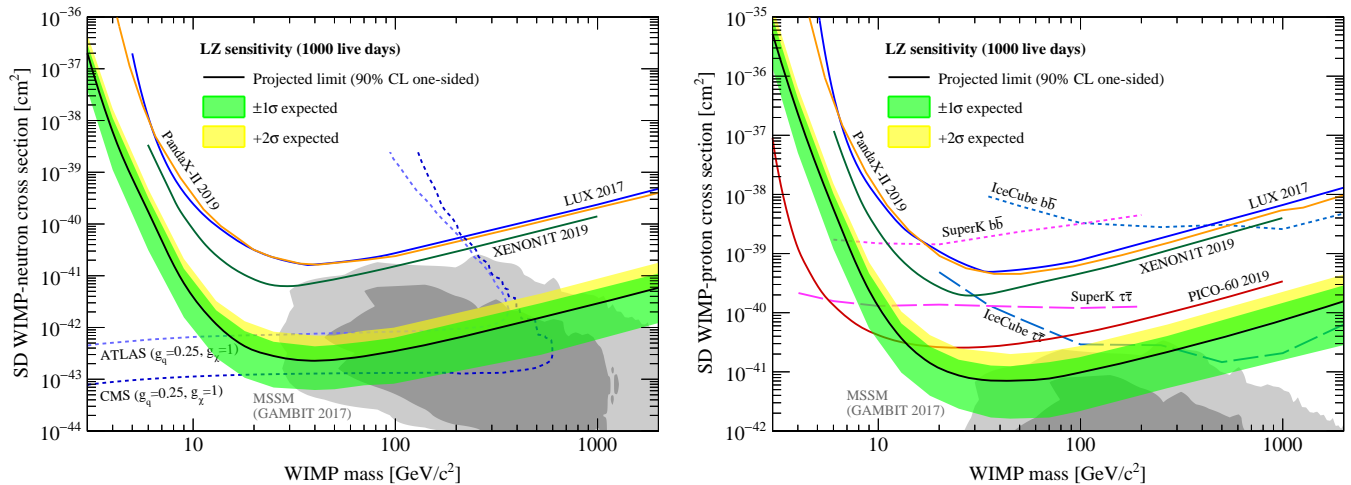 SD WIMP-neutron cross section [cm²]
10⁻³⁶
10⁻³⁷
10⁻³⁸
10⁻³⁹
10⁻⁴⁰
10⁻⁴¹
10⁻⁴²
10⁻⁴³
10⁻⁴⁴
LZ sensitivity (1000 live days)
Projected limit (90% CL one-sided)
±1σ expected
+2σ expected
PandaX-II 2019
LUX 2017
XENON1T 2019
ATLAS (g_q=0.25, g_χ=1)
CMS (g_q=0.25, g_χ=1)
MSSM
(GAMBIT 2017)
10
100
1000
WIMP mass [GeV/c²]
SD WIMP-proton cross section [cm²]
10⁻³⁵
10⁻³⁶
10⁻³⁷
10⁻³⁸
10⁻³⁹
10⁻⁴⁰
10⁻⁴¹
10⁻⁴²
LZ sensitivity (1000 live days)
Projected limit (90% CL one-sided)
±1σ expected
+2σ expected
PandaX-II 2019
IceCube bb̄
LUX 2017
SuperK bb̄
XENON1T 2019
PICO-60 2019
SuperK ττ̄
IceCube ττ̄
MSSM
(GAMBIT 2017)
10
100
1000
WIMP mass [GeV/c²]